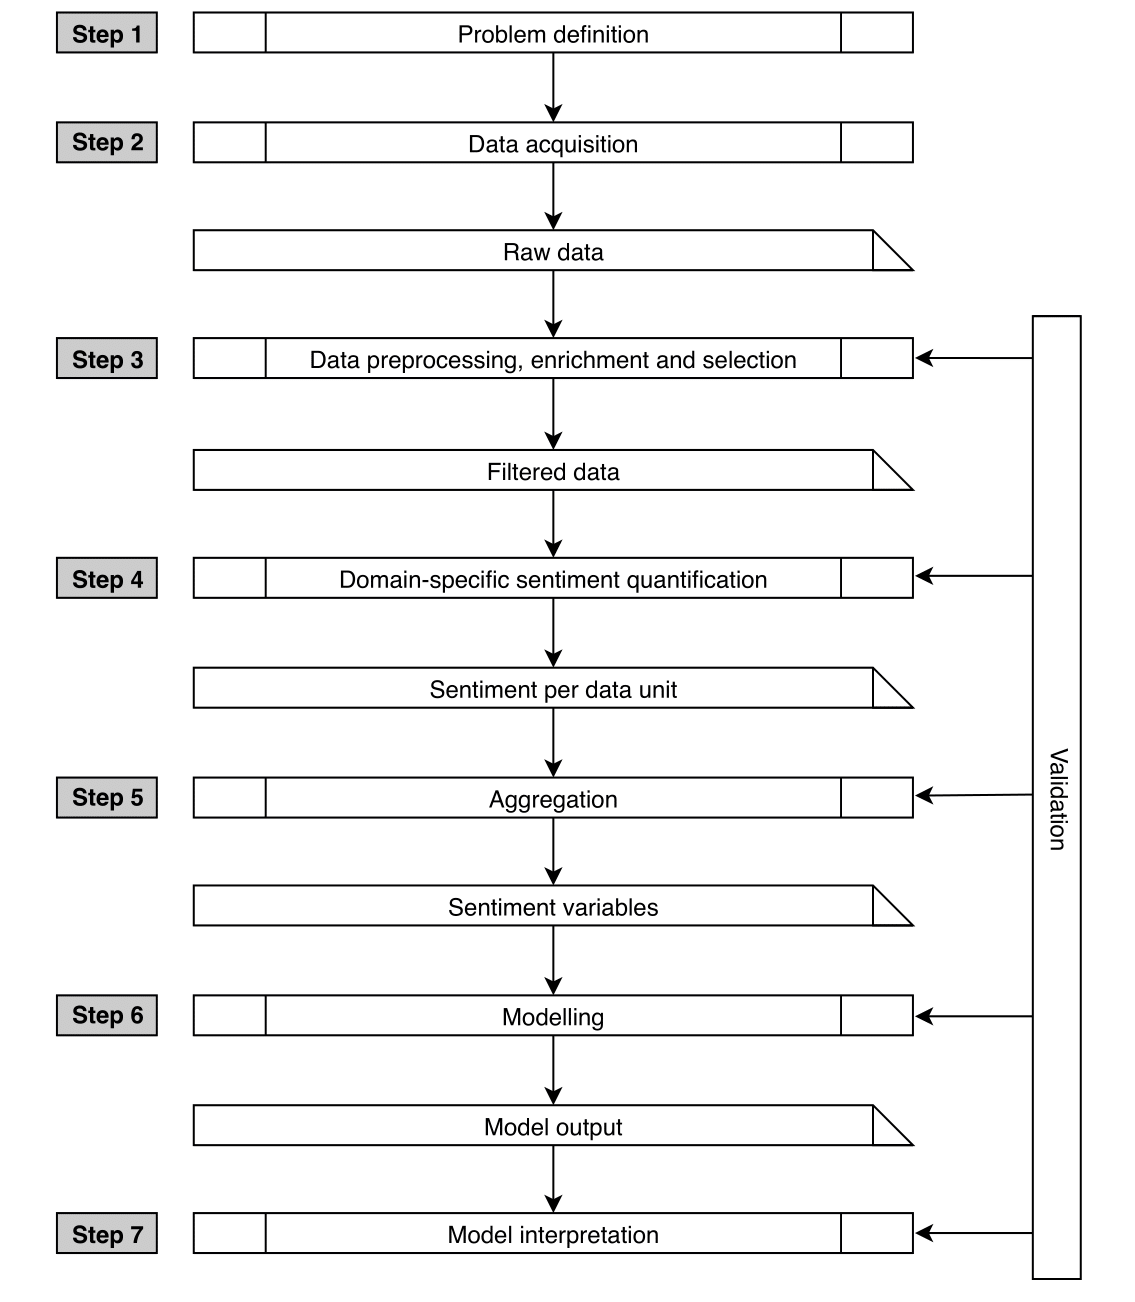 Step 1
Problem definition
Step 2
Data acquisition
Raw data
Step 3
Data preprocessing, enrichment and selection
Filtered data
Step 4
Domain-specific sentiment quantification
Sentiment per data unit
Step 5
Aggregation
Validation
Sentiment variables
Step 6
Modelling
Model output
Step 7
Model interpretation